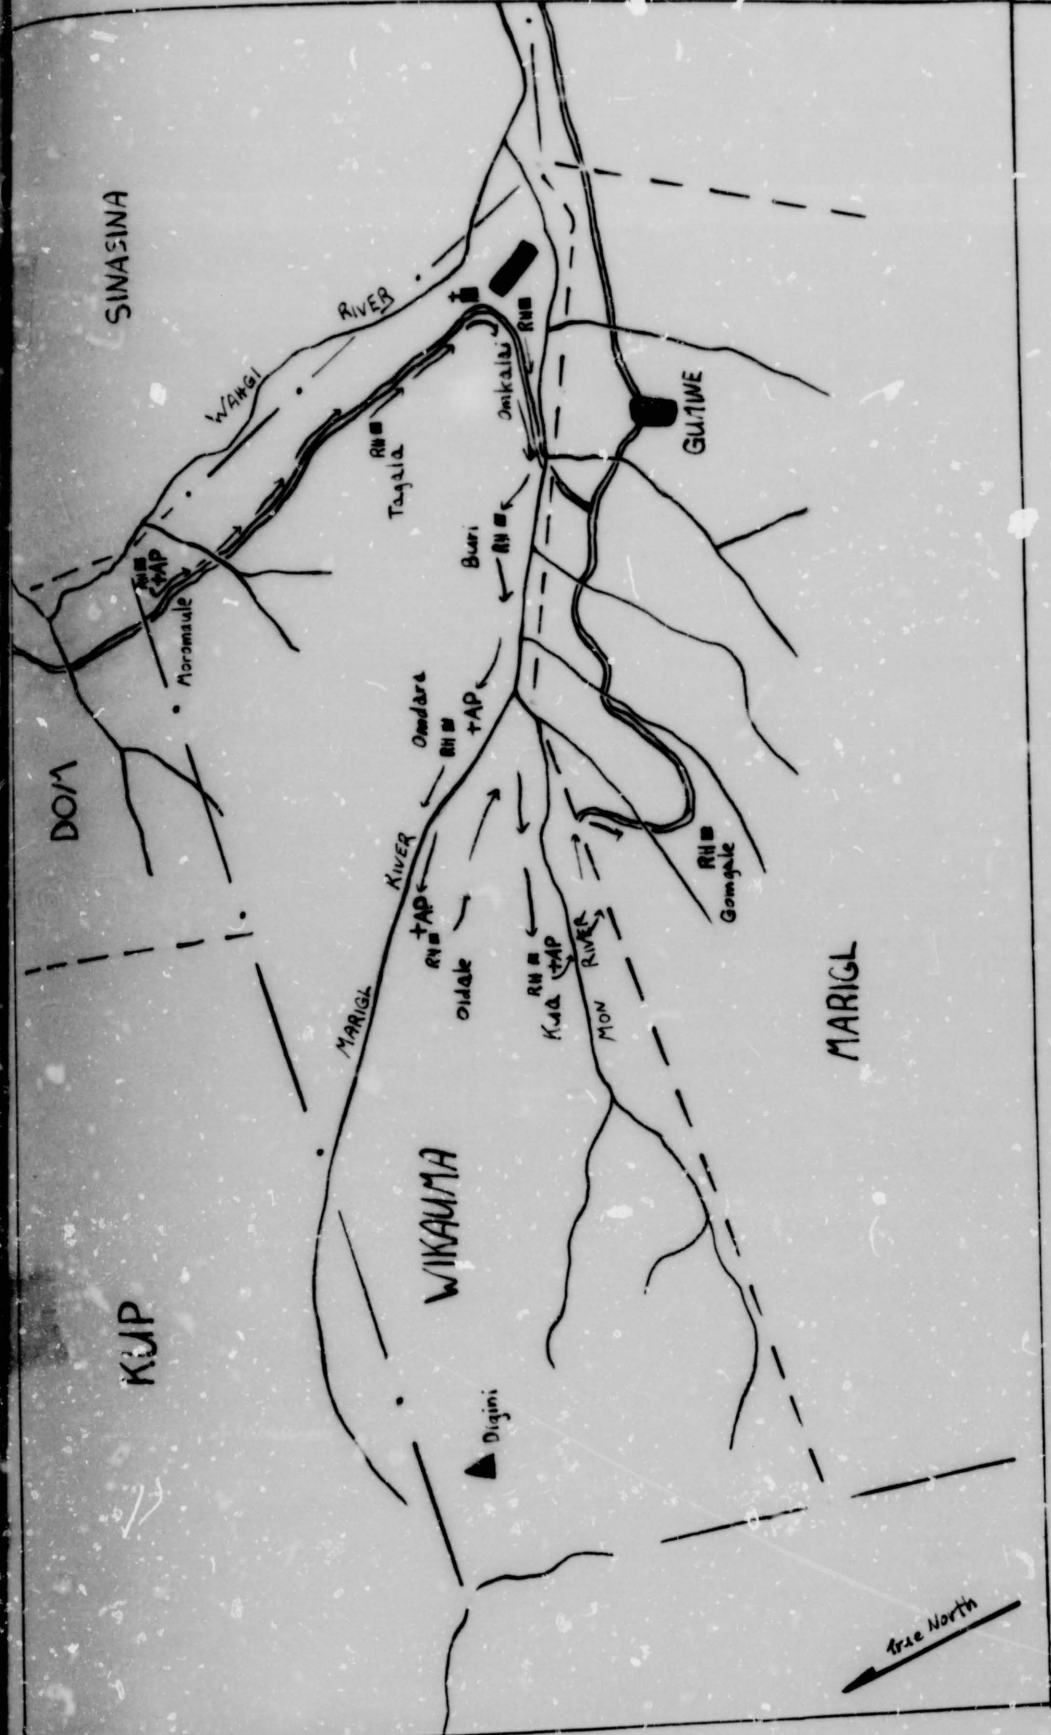 SINASINA
WAHGI
RIVER
RH
Omkalai
GUMINE
RH
Tagala
Buri
RH
RH
+AP
Moromaule
DOM
Omdara
RH
+AP
RIVER
MARIGL
+AP
RH
Oldale
RH
+AP
Kua
RIVER
MON
RH
Gomgale
MARIGL
WIKAUMA
KUP
Digini
True North